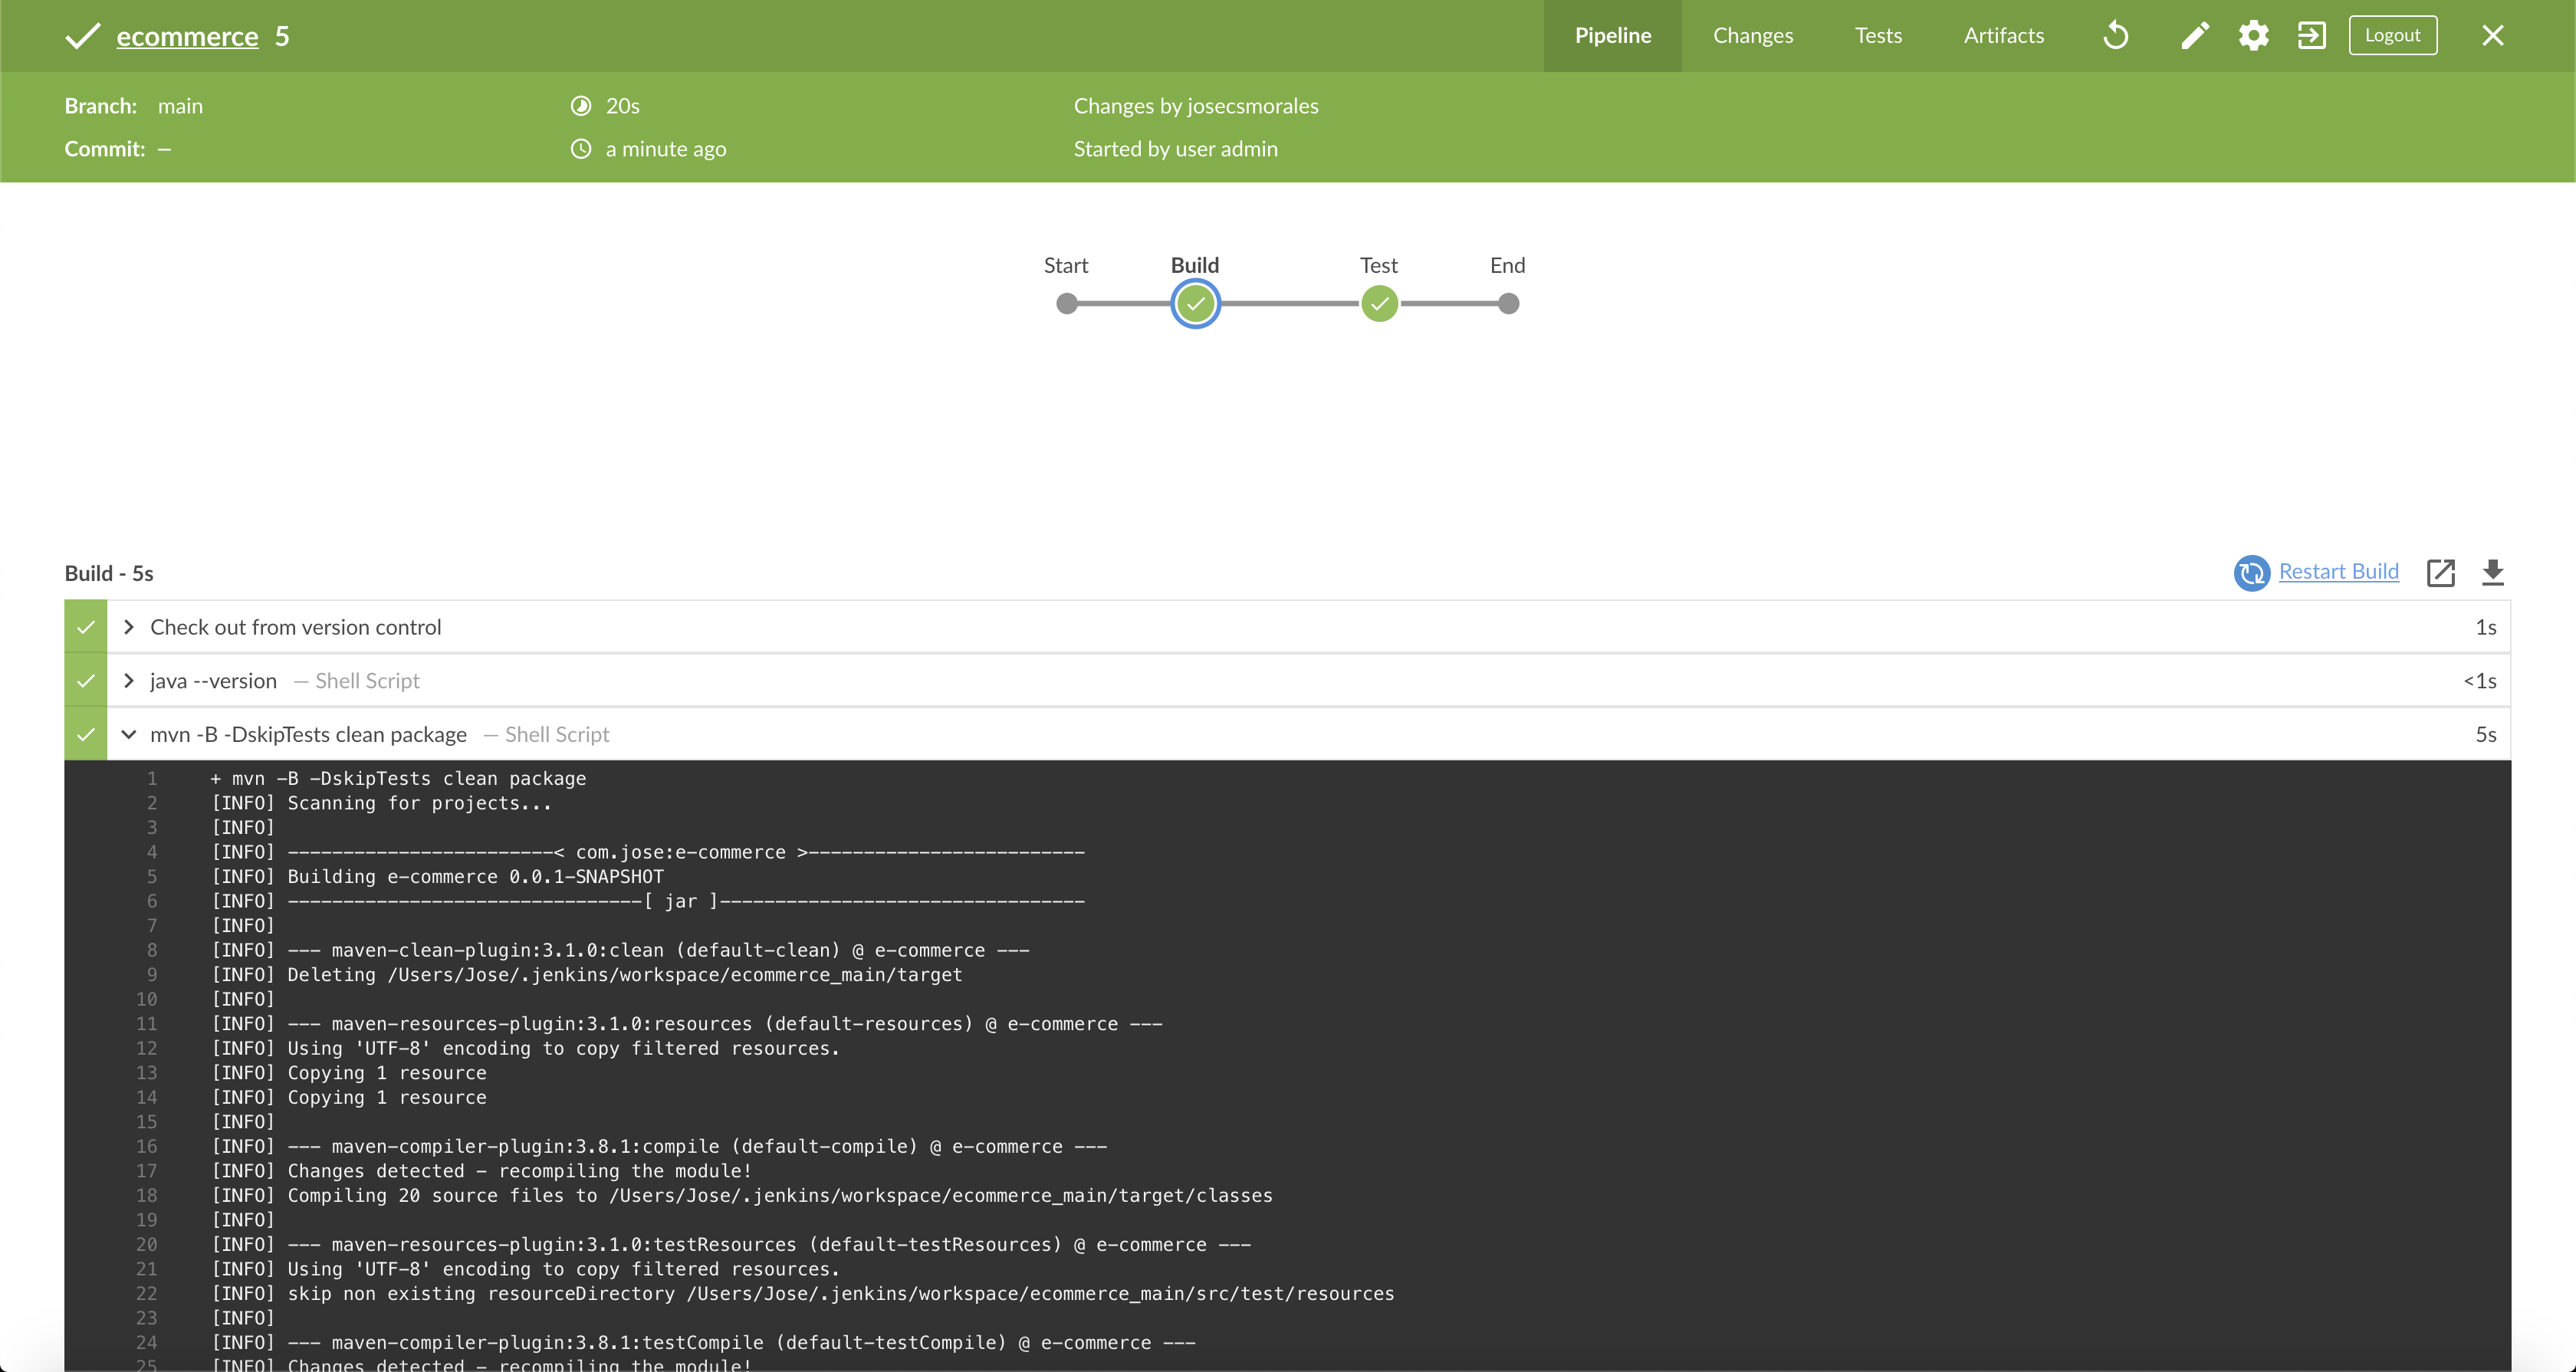 ecommerce 5
Pipeline Changes Tests Artifacts Logout
Branch: main 20s Changes by josecsmorales
Commit: — a minute ago Started by user admin
Start Build Test End
Build - 5s Restart Build
Check out from version control 1s
java --version — Shell Script <1s
mvn -B -DskipTests clean package — Shell Script 5s
1 + mvn -B -DskipTests clean package
2 [INFO] Scanning for projects...
3 [INFO]
4 [INFO] ------------------------< com.jose:e-commerce >-------------------------
5 [INFO] Building e-commerce 0.0.1-SNAPSHOT
6 [INFO] --------------------------------[ jar ]---------------------------------
7 [INFO]
8 [INFO] --- maven-clean-plugin:3.1.0:clean (default-clean) @ e-commerce ---
9 [INFO] Deleting /Users/Jose/.jenkins/workspace/ecommerce_main/target
10 [INFO]
11 [INFO] --- maven-resources-plugin:3.1.0:resources (default-resources) @ e-commerce ---
12 [INFO] Using 'UTF-8' encoding to copy filtered resources.
13 [INFO] Copying 1 resource
14 [INFO] Copying 1 resource
15 [INFO]
16 [INFO] --- maven-compiler-plugin:3.8.1:compile (default-compile) @ e-commerce ---
17 [INFO] Changes detected - recompiling the module!
18 [INFO] Compiling 20 source files to /Users/Jose/.jenkins/workspace/ecommerce_main/target/classes
19 [INFO]
20 [INFO] --- maven-resources-plugin:3.1.0:testResources (default-testResources) @ e-commerce ---
21 [INFO] Using 'UTF-8' encoding to copy filtered resources.
22 [INFO] skip non existing resourceDirectory /Users/Jose/.jenkins/workspace/ecommerce_main/src/test/resources
23 [INFO]
24 [INFO] --- maven-compiler-plugin:3.8.1:testCompile (default-testCompile) @ e-commerce ---
25 [INFO] Changes detected - recompiling the module!